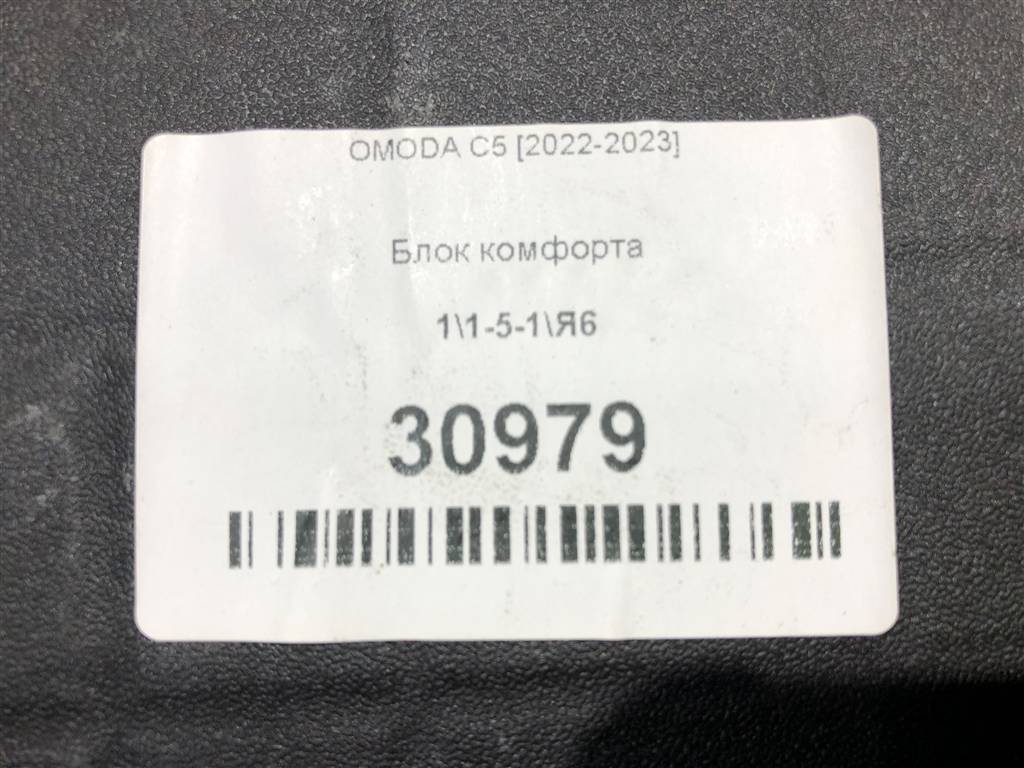 OMODA C5 [2022-2023]
Блок комфорта
1\1-5-1\Я6
30979